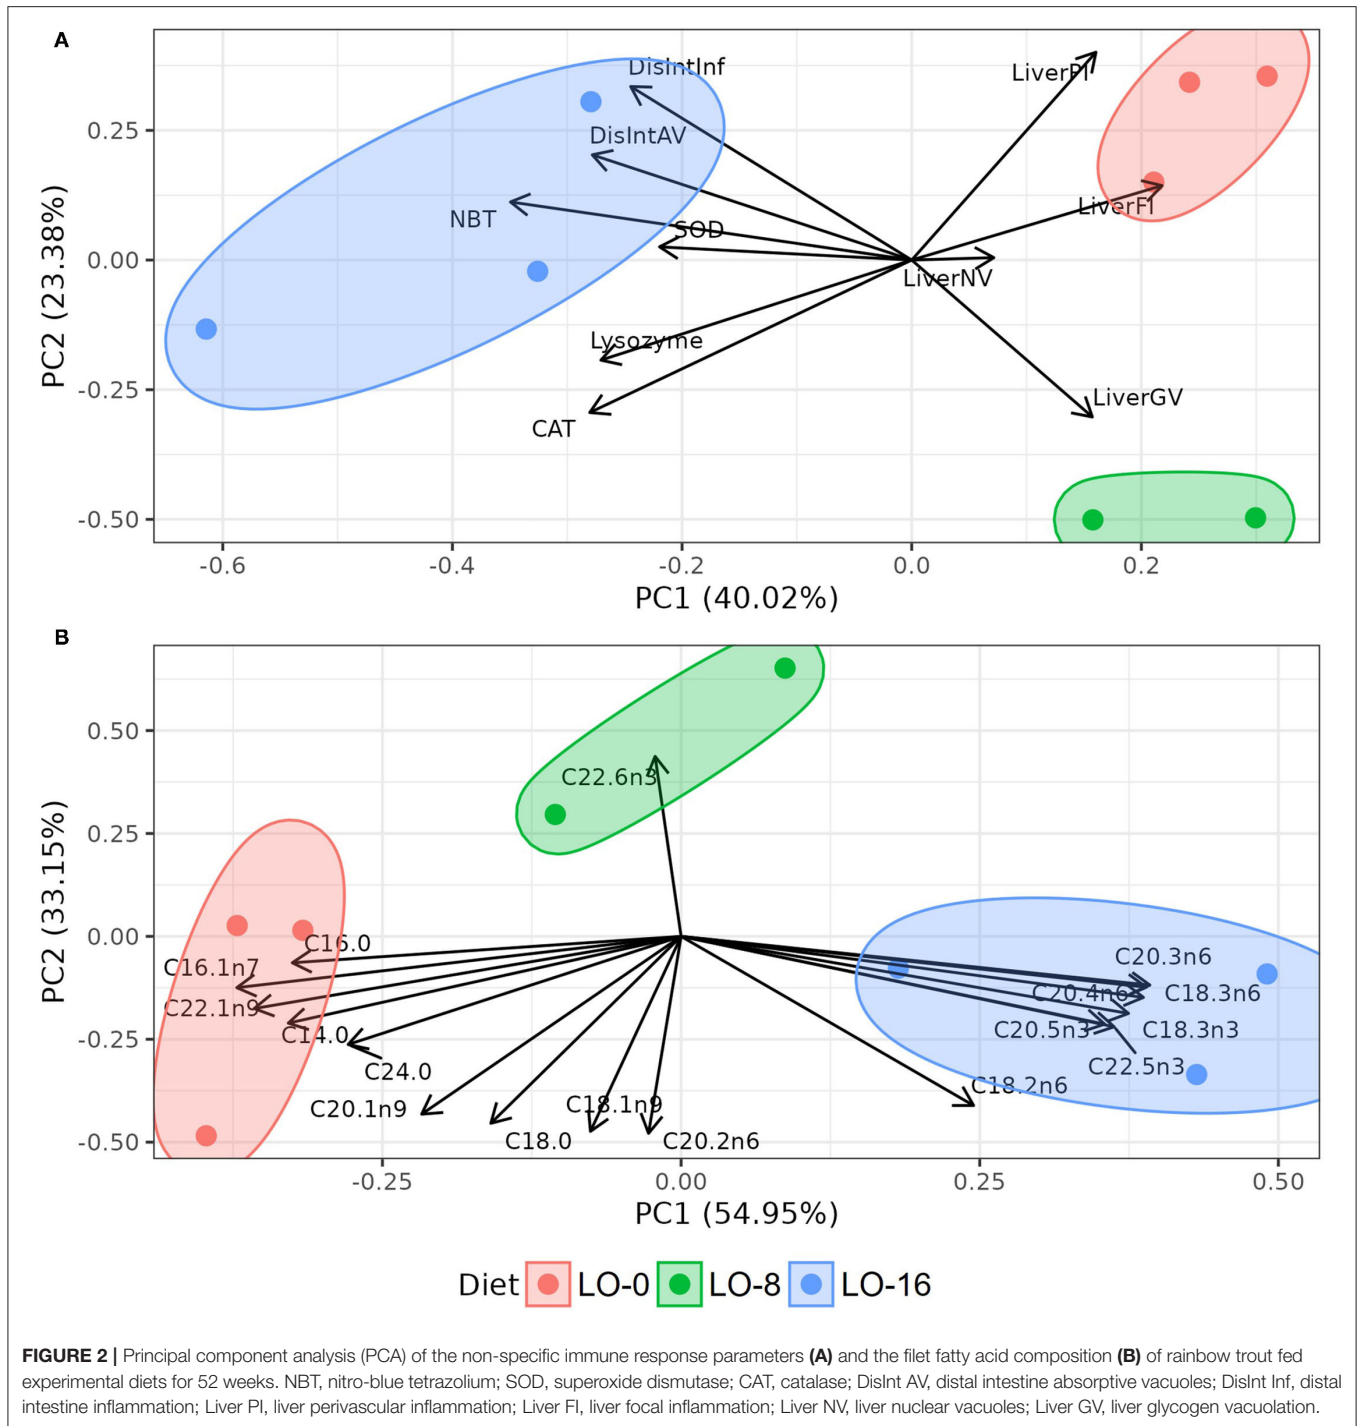 A
DisIntInf
LiverPI
0.25
DisIntAV
LiverFI
NBT
SOD
0.00
LiverNV
Lysozyme
-0.25
LiverGV
CAT
-0.50
PC2 (23.38%)
-0.6 -0.4 -0.2 0.0 0.2
PC1 (40.02%)
B
0.50
C22.6n3
0.25
0.00
C16.0
C20.3n6
C16.1n7
C20.4n6 C18.3n6
C22.1n9
C14.0
C20.5n3 C18.3n3
-0.25
C24.0
C22.5n3
C18.2n6
C20.1n9
C18.1n9
C18.0
C20.2n6
-0.50
PC2 (33.15%)
-0.25 0.00 0.25 0.50
PC1 (54.95%)
Diet LO-0 LO-8 LO-16
FIGURE 2 | Principal component analysis (PCA) of the non-specific immune response parameters (A) and the filet fatty acid composition (B) of rainbow trout fed
experimental diets for 52 weeks. NBT, nitro-blue tetrazolium; SOD, superoxide dismutase; CAT, catalase; DisInt AV, distal intestine absorptive vacuoles; DisInt Inf, distal
intestine inflammation; Liver PI, liver perivascular inflammation; Liver FI, liver focal inflammation; Liver NV, liver nuclear vacuoles; Liver GV, liver glycogen vacuolation.